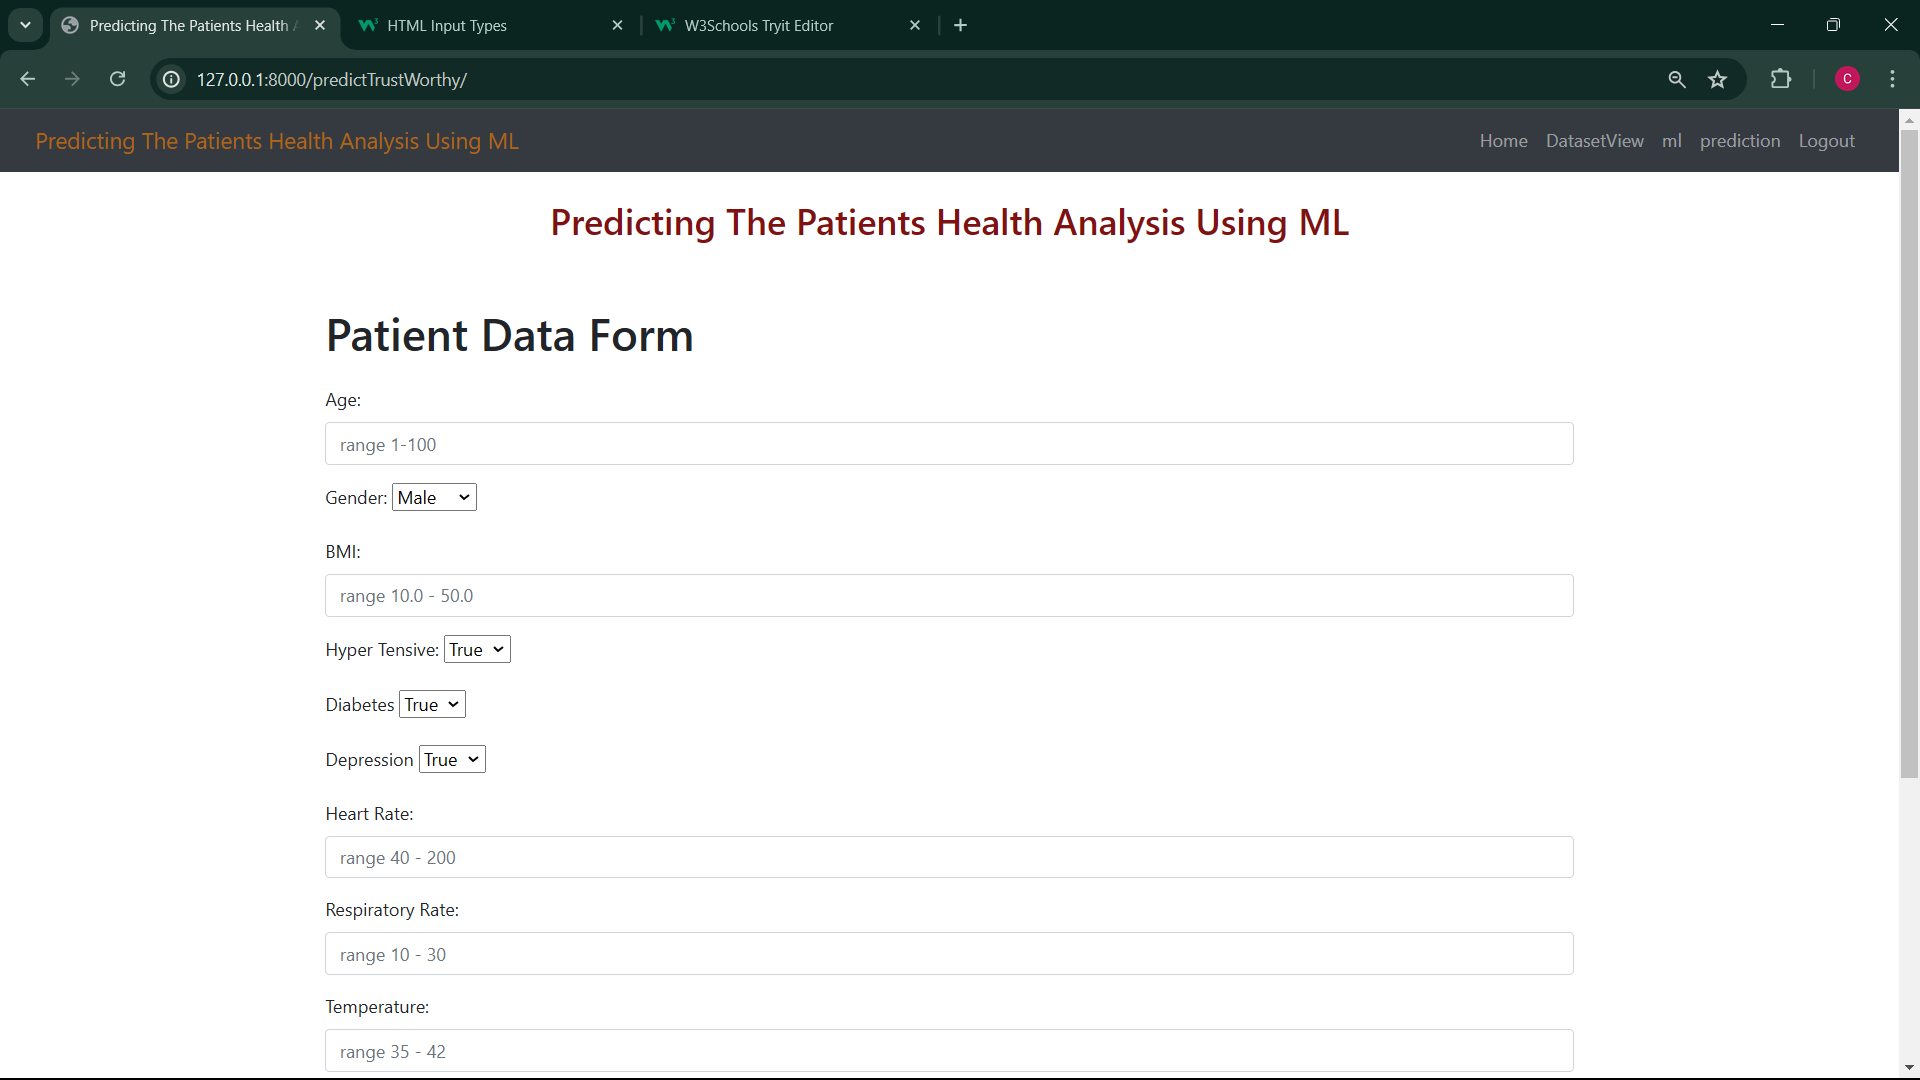 Predicting The Patients Health A
HTML Input Types
W3Schools Tryit Editor
127.0.0.1:8000/predictTrustWorthy/
C
Predicting The Patients Health Analysis Using ML
Home DatasetView ml prediction Logout
Predicting The Patients Health Analysis Using ML
Patient Data Form
Age:
range 1-100
Gender: Male
BMI:
range 10.0 - 50.0
Hyper Tensive: True
Diabetes True
Depression True
Heart Rate:
range 40 - 200
Respiratory Rate:
range 10 - 30
Temperature:
range 35 - 42